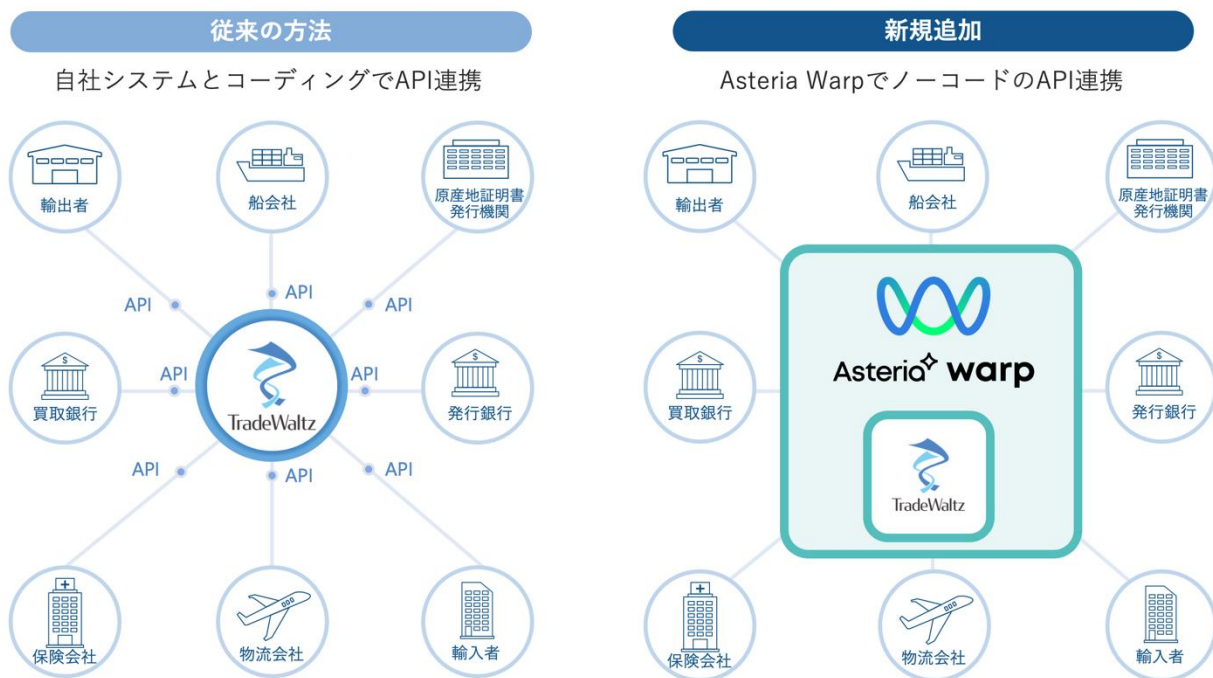 従来の方法
自社システムとコーディングでAPI連携
輸出者
船会社
原産地証明書
発行機関
API
API
API
買取銀行
API
TradeWaltz
API
発行銀行
API
API
API
保険会社
物流会社
輸入者
新規追加
Asteria WarpでノーコードのAPI連携
輸出者
船会社
原産地証明書
発行機関
Asteria warp
買取銀行
発行銀行
TradeWaltz
保険会社
物流会社
輸入者